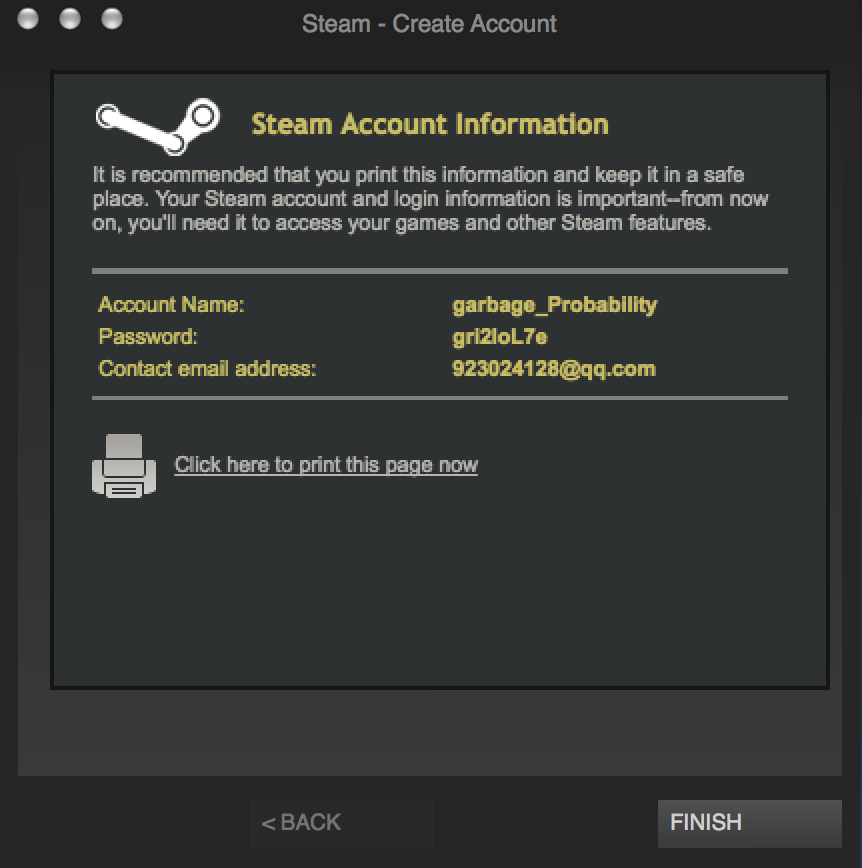 Steam - Create Account
Steam Account Information
It is recommended that you print this information and keep it in a safe
place. Your Steam account and login information is important--from now
on, you'll need it to access your games and other Steam features.
Account Name: garbage_Probability
Password:
Contact email address: 923024128@qq.com
Click here to print this page now
< BACK
FINISH